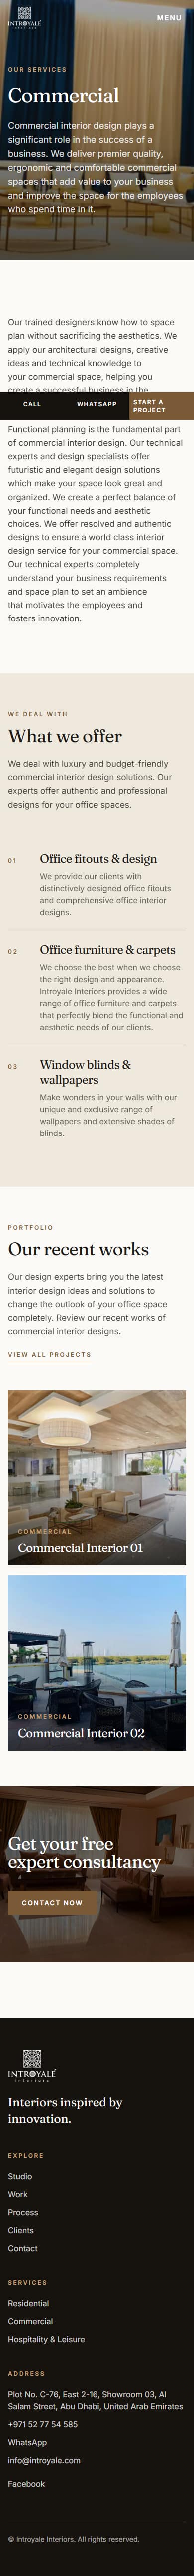 INTROYALE
interiors
MENU
OUR SERVICES
Commercial
Commercial interior design plays a
significant role in the success of a
business. We deliver premier quality,
ergonomic and comfortable commercial
spaces that add value to your business
and improve the space for the employees
who spend time in it.
Our trained designers know how to space
plan without sacrificing the aesthetics. We
apply our architectural designs, creative
ideas and technical knowledge to
your commercial space, helping you
create a successful business in the
CALL
WHATSAPP
START A
PROJECT
Functioning planning is the fundamental part
of commercial interior design. Our technical
experts and design specialists offer
futuristic and elegant design solutions
which make your space look great and
organized. We create a perfect balance of
your functional needs and aesthetic
choices. We offer resolved and authentic
designs to ensure a world class interior
design service for your commercial space.
Our technical experts completely
understand your business requirements
and space plan to set an ambience
that motivates the employees and
fosters innovation.
WE DEAL WITH
What we offer
We deal with luxury and budget-friendly
commercial interior design solutions. Our
experts offer authentic and professional
designs for your office spaces.
01
Office fitouts & design
We provide our clients with
distinctively designed office fitouts
and comprehensive office interior
designs.
02
Office furniture & carpets
We choose the best when we choose
the right design and appearance.
Introyale Interiors provides a wide
range of office furniture and carpets
that perfectly blend the functional and
aesthetic needs of our clients.
03
Window blinds &
wallpapers
Make wonders in your walls with our
unique and exclusive range of
wallpapers and extensive shades of
blinds.
PORTFOLIO
Our recent works
Our design experts bring you the latest
interior design ideas and solutions to
change the outlook of your office space
completely. Review our recent works of
commercial interior designs.
VIEW ALL PROJECTS
COMMERCIAL
Commercial Interior 01
COMMERCIAL
Commercial Interior 02
Get your free
expert consultancy
CONTACT NOW
INTROYALE
interiors
Interiors inspired by
innovation.
EXPLORE
Studio
Work
Process
Clients
Contact
SERVICES
Residential
Commercial
Hospitality & Leisure
ADDRESS
Plot No. C-76, East 2-16, Showroom 03, Al
Salam Street, Abu Dhabi, United Arab Emirates
+971 52 77 54 585
WhatsApp
info@introyale.com
Facebook
© Introyale Interiors. All rights reserved.